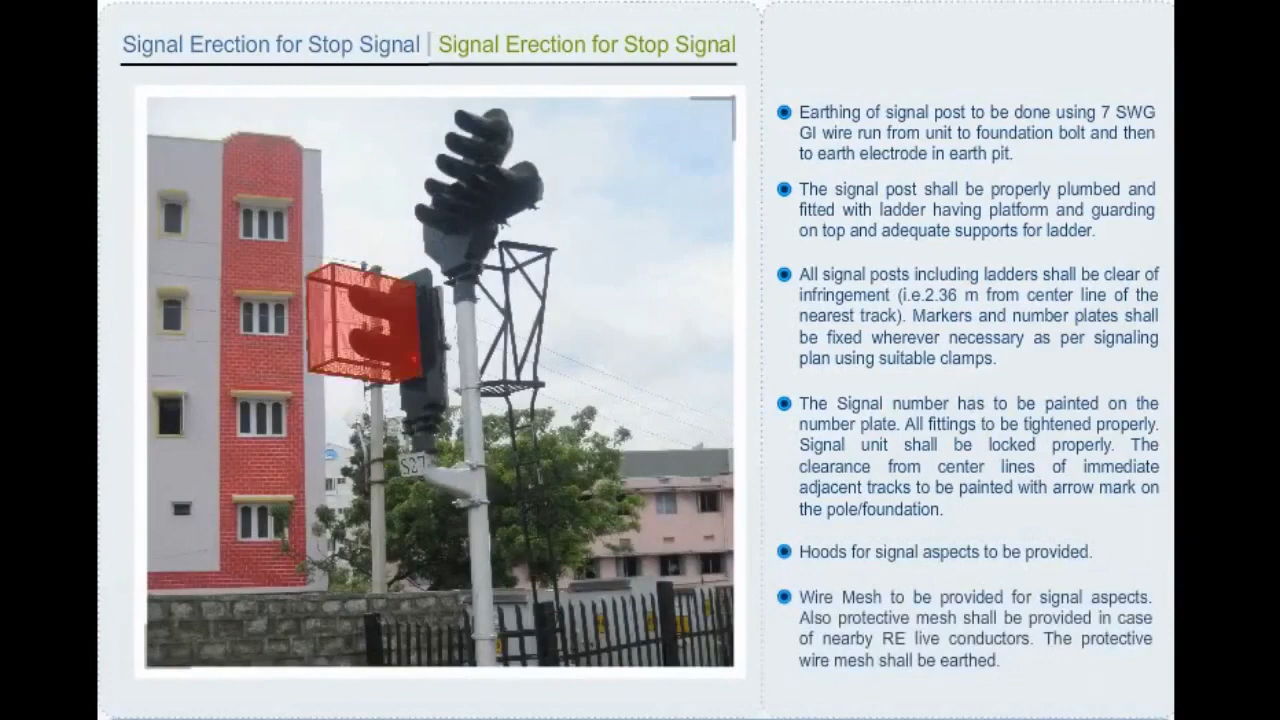 Signal Erection for Stop Signal | Signal Erection for Stop Signal
Earthing of signal post to be done using 7 SWG
GI wire run from unit to foundation bolt and then
to earth electrode in earth pit.
The signal post shall be properly plumbed and
fitted with ladder having platform and guarding
on top and adequate supports for ladder.
All signal posts including ladders shall be clear of
infringement (i.e.2.36 m from center line of the
nearest track). Markers and number plates shall
be fixed wherever necessary as per signaling
plan using suitable clamps.
The Signal number has to be painted on the
number plate. All fittings to be tightened properly.
Signal unit shall be locked properly. The
clearance from center lines of immediate
adjacent tracks to be painted with arrow mark on
the pole/foundation.
Hoods for signal aspects to be provided.
Wire Mesh to be provided for signal aspects.
Also protective mesh shall be provided in case
of nearby RE live conductors. The protective
wire mesh shall be earthed.
S27